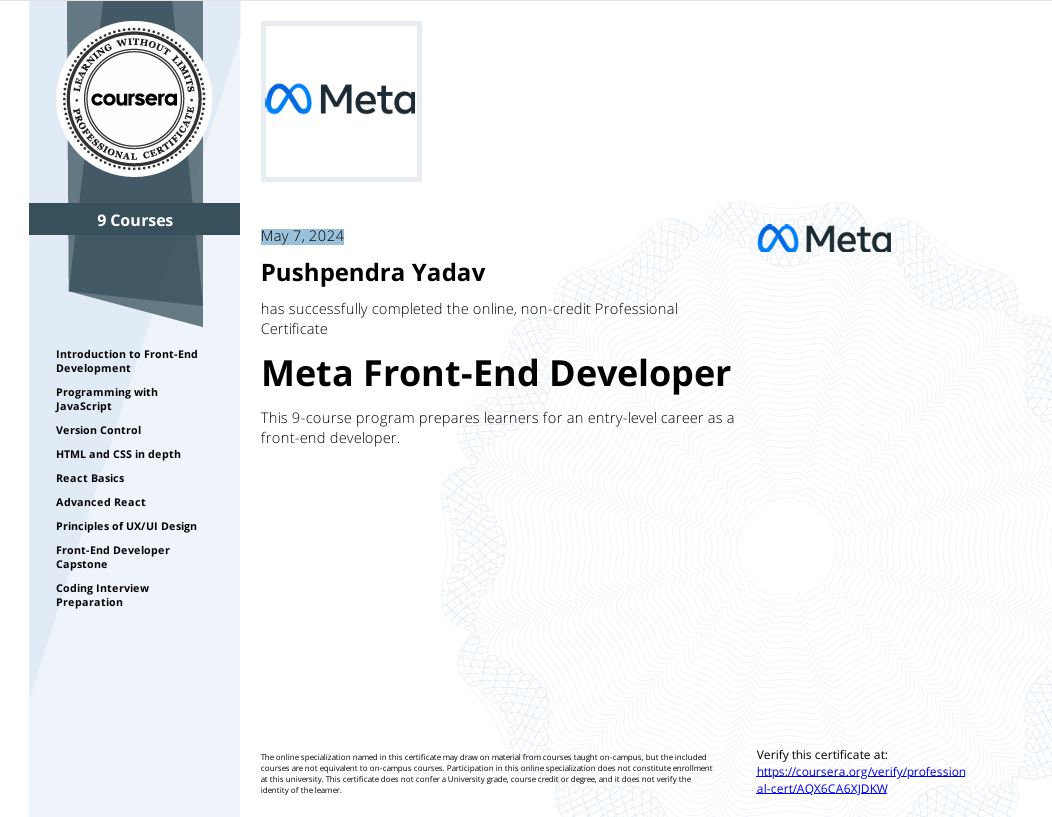 LEARNING WITHOUT LIMITS
coursera
PROFESSIONAL CERTIFICATE
9 Courses
Introduction to Front-End
Development
Programming with
JavaScript
Version Control
HTML and CSS in depth
React Basics
Advanced React
Principles of UX/UI Design
Front-End Developer
Capstone
Coding Interview
Preparation
Meta
May 7, 2024
Pushpendra Yadav
has successfully completed the online, non-credit Professional
Certificate
Meta Front-End Developer
This 9-course program prepares learners for an entry-level career as a
front-end developer.
Meta
The online specialization named in this certificate may draw on material from courses taught on-campus, but the included
courses are not equivalent to on-campus courses. Participation in this online specialization does not constitute enrollment
at this university. This certificate does not confer a University grade, course credit or degree, and it does not verify the
identity of the learner.
Verify this certificate at:
https://coursera.org/verify/profession
al-cert/AQX6CA6XJDKW